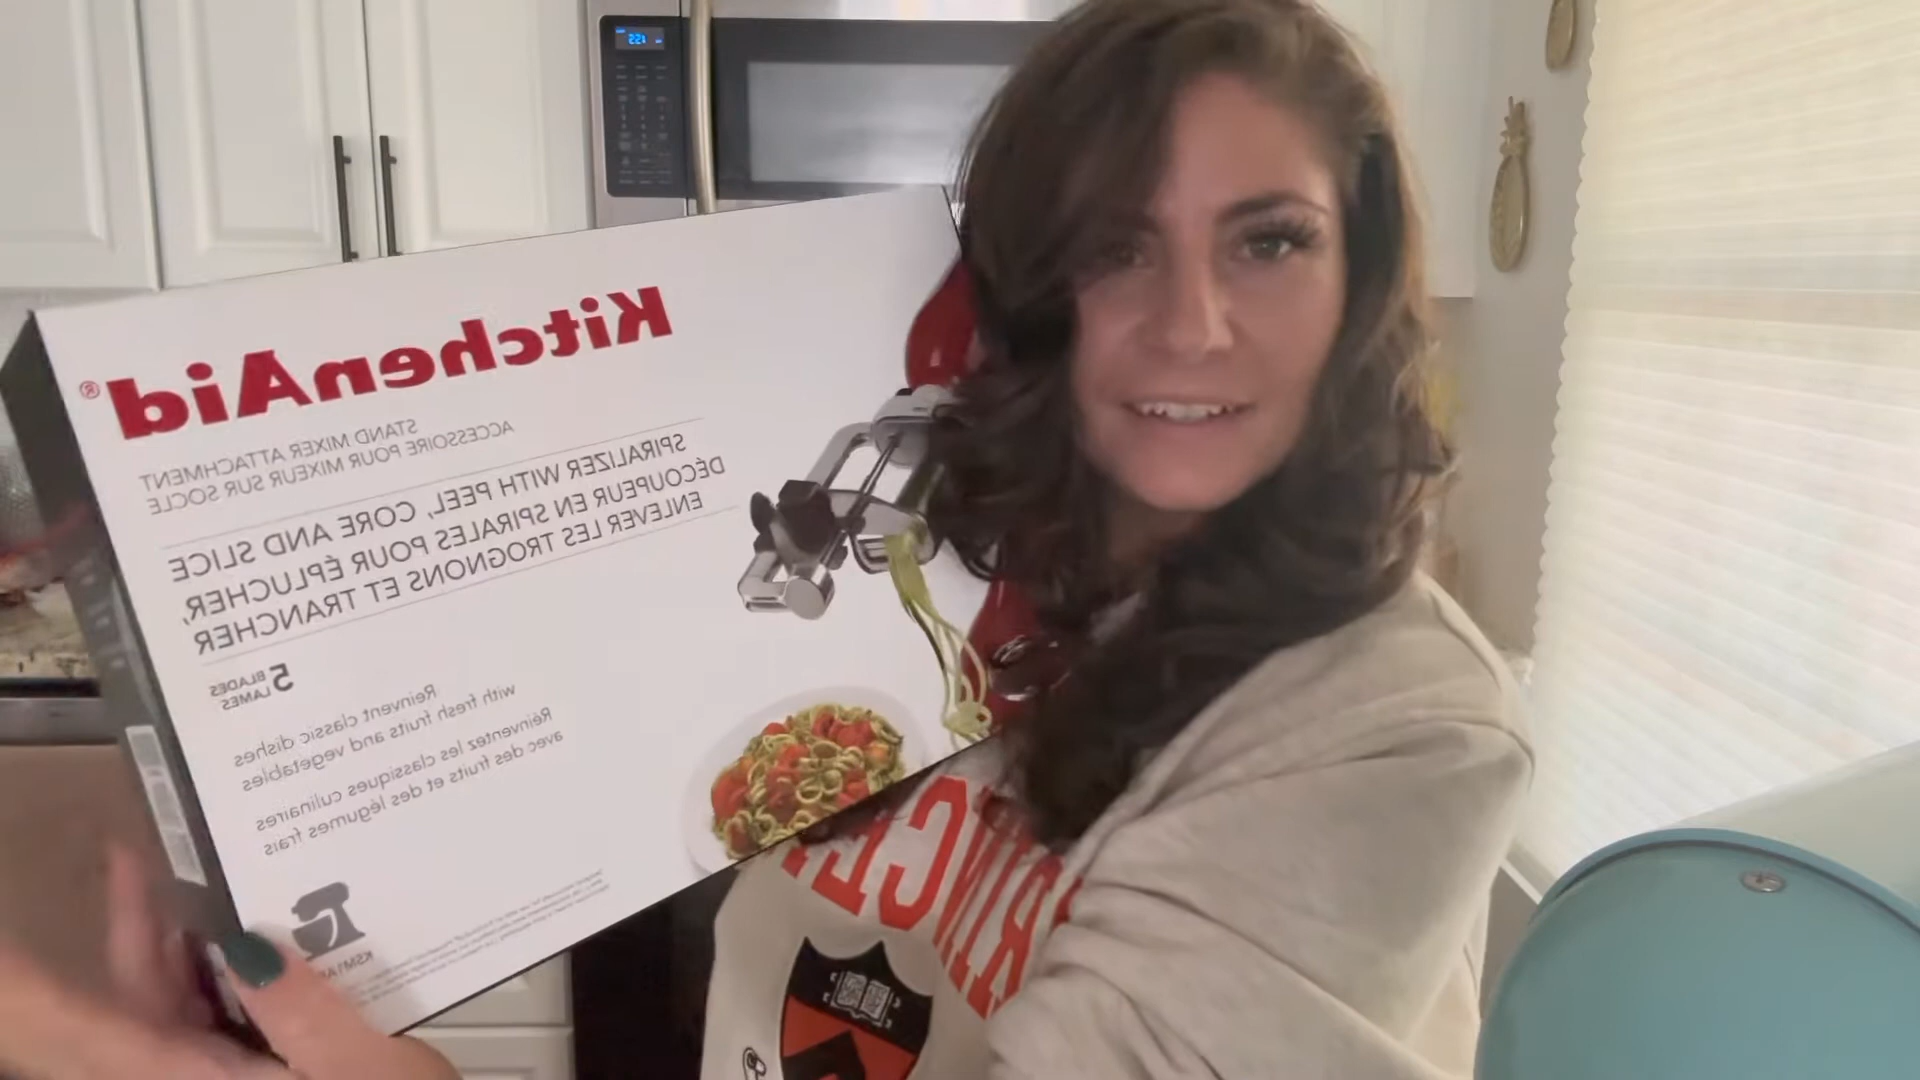 KitchenAid®
STAND MIXER ATTACHMENT
ACCESSOIRE POUR MIXEUR SUR SOCLE
SPIRALIZER WITH PEEL, CORE AND SLICE
DÉCOUPEUR EN SPIRALES POUR ÉPLUCHER,
ENLEVER LES TROGNONS ET TRANCHER
5 BLADES
LAMES
Reinvent classic dishes
with fresh fruits and vegetables
Réinventez les classiques culinaires
avec des fruits et des légumes frais